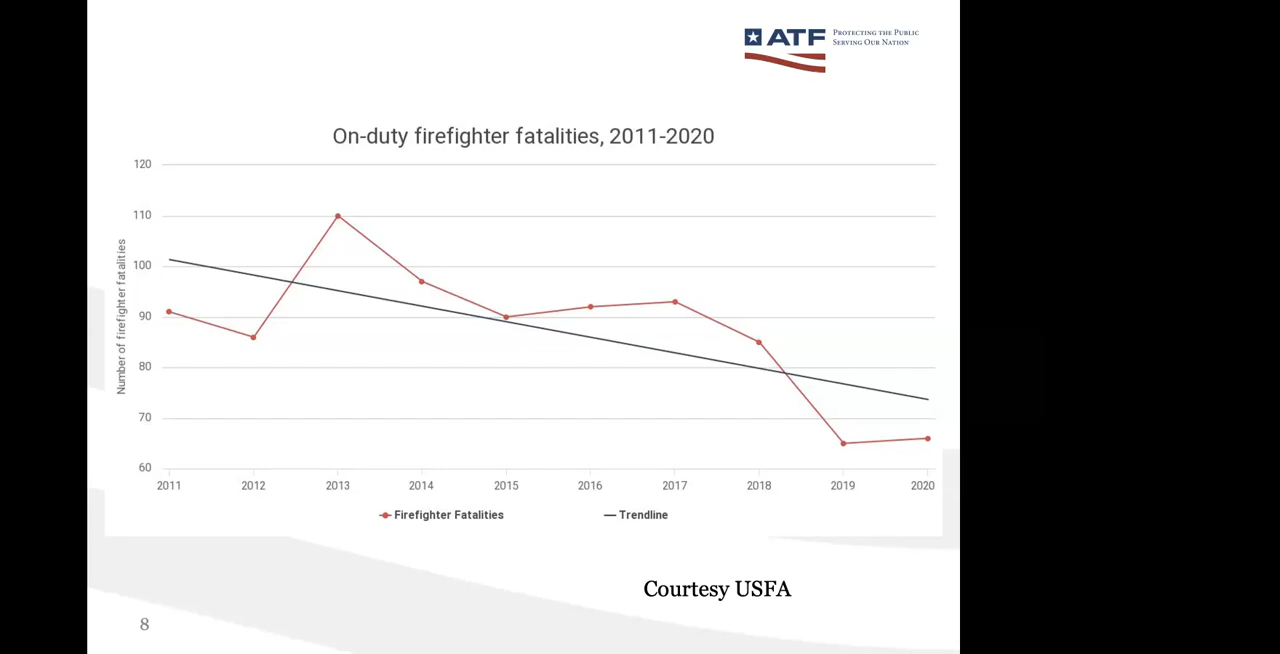 ATF
PROTECTING THE PUBLIC
SERVING OUR NATION
On-duty firefighter fatalities, 2011-2020
Number of firefighter fatalities
120
110
100
90
80
70
60
2011 2012 2013 2014 2015 2016 2017 2018 2019 2020
Firefighter Fatalities Trendline
Courtesy USFA
8